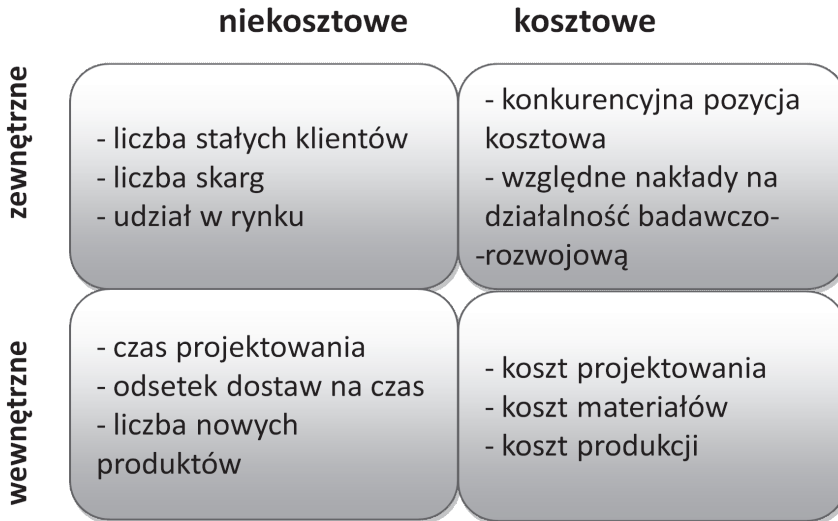 niekosztowe
kosztowe
zewnętrzne
- liczba stałych klientów
- liczba skarg
- udział w rynku
- konkurencyjna pozycja
kosztowa
- względne nakłady na
działalność badawczo-
-rozwojową
wewnętrzne
- czas projektowania
- odsetek dostaw na czas
- liczba nowych
produktów
- koszt projektowania
- koszt materiałów
- koszt produkcji